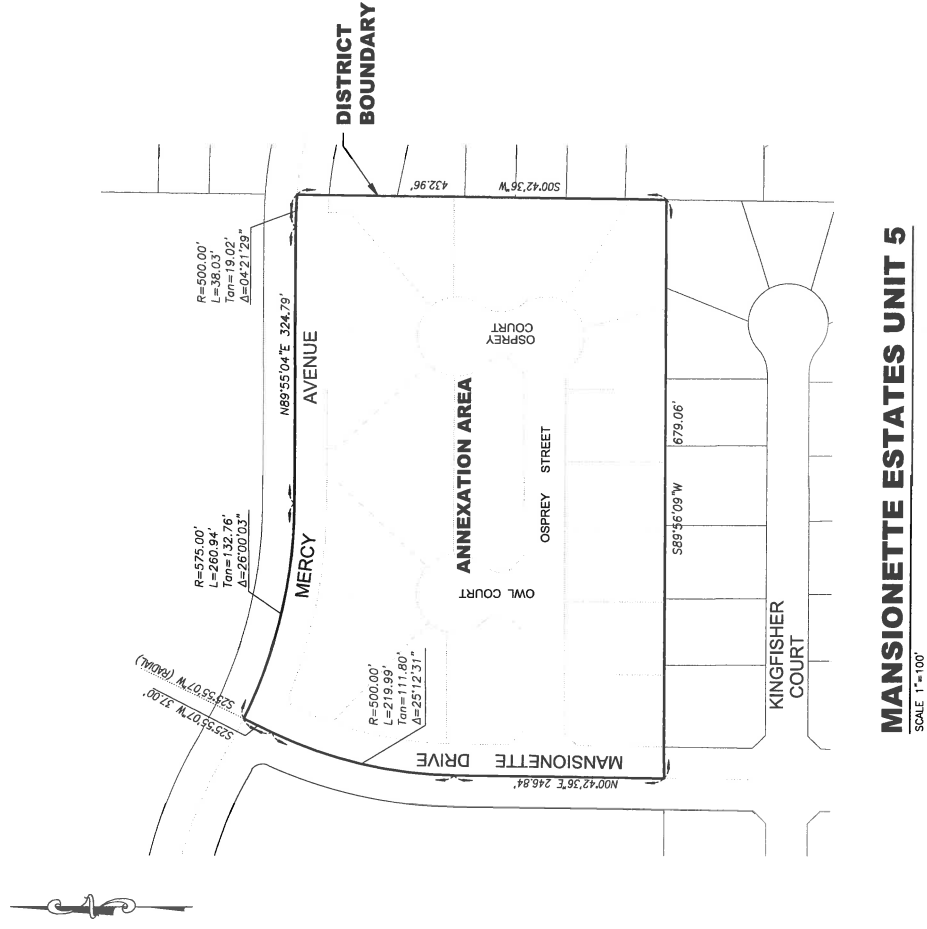 DISTRICT
BOUNDARY
432.96'
S00°42'36"W
R=500.00'
L=38.03'
Tan=19.02'
Δ=04°21'29"
N89°55'04"E 324.79'
AVENUE
OSPREY
COURT
ANNEXATION AREA
OSPREY STREET
679.06'
S89°56'09"W
R=575.00'
L=260.94'
Tan=132.76'
Δ=26°00'03"
MERCY
OWL COURT
S25°55'07"W (RADIAL)
S25°55'07"W 37.00'
R=500.00'
L=219.99'
Tan=111.80'
Δ=25°12'31"
MANSIONETTE DRIVE
N00°42'36"E 246.84'
KINGFISHER
COURT
N
MANSIONETTE ESTATES UNIT 5
SCALE 1"=100'